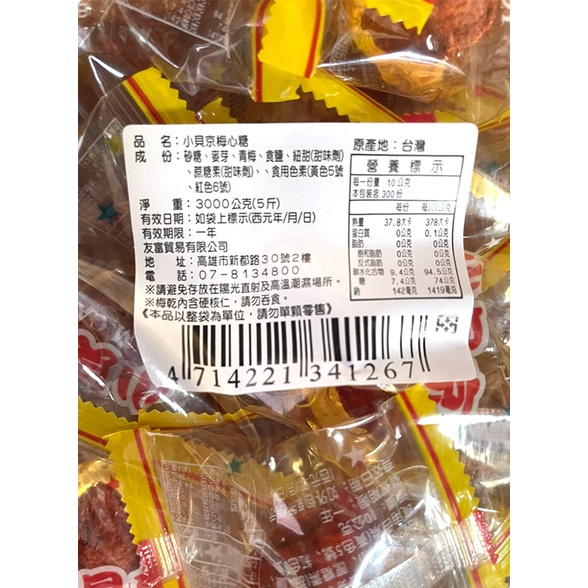 品　名：小貝京梅心糖
成　份：砂糖、麥芽、青梅、食鹽、紐甜(甜味劑)
、蔗糖素(甜味劑)、、食用色素(黃色5號
、紅色6號)
淨　重：3000公克(5斤)
有效日期：如袋上標示(西元年/月/日)
有效期限：一年
友富貿易有限公司
地　址：高雄市新都路30號2樓
電　話：07-8134800
※請避免存放在陽光直射及高溫潮濕場所。
※梅乾內含硬核仁，請勿吞食。
《本品以整袋為單位，請勿單顆零售》
原產地：台灣
營養標示
每一份量 10公克
本包裝含 300份
每份 每100公克
熱量 37.8大卡 378大卡
蛋白質 0公克 0.1公克
脂肪 0公克 0公克
飽和脂肪 0公克 0公克
反式脂肪 0公克 0公克
碳水化合物 9.4公克 94.5公克
糖 7.4公克 74公克
鈉 142毫克 1419毫克
4 714221 341267